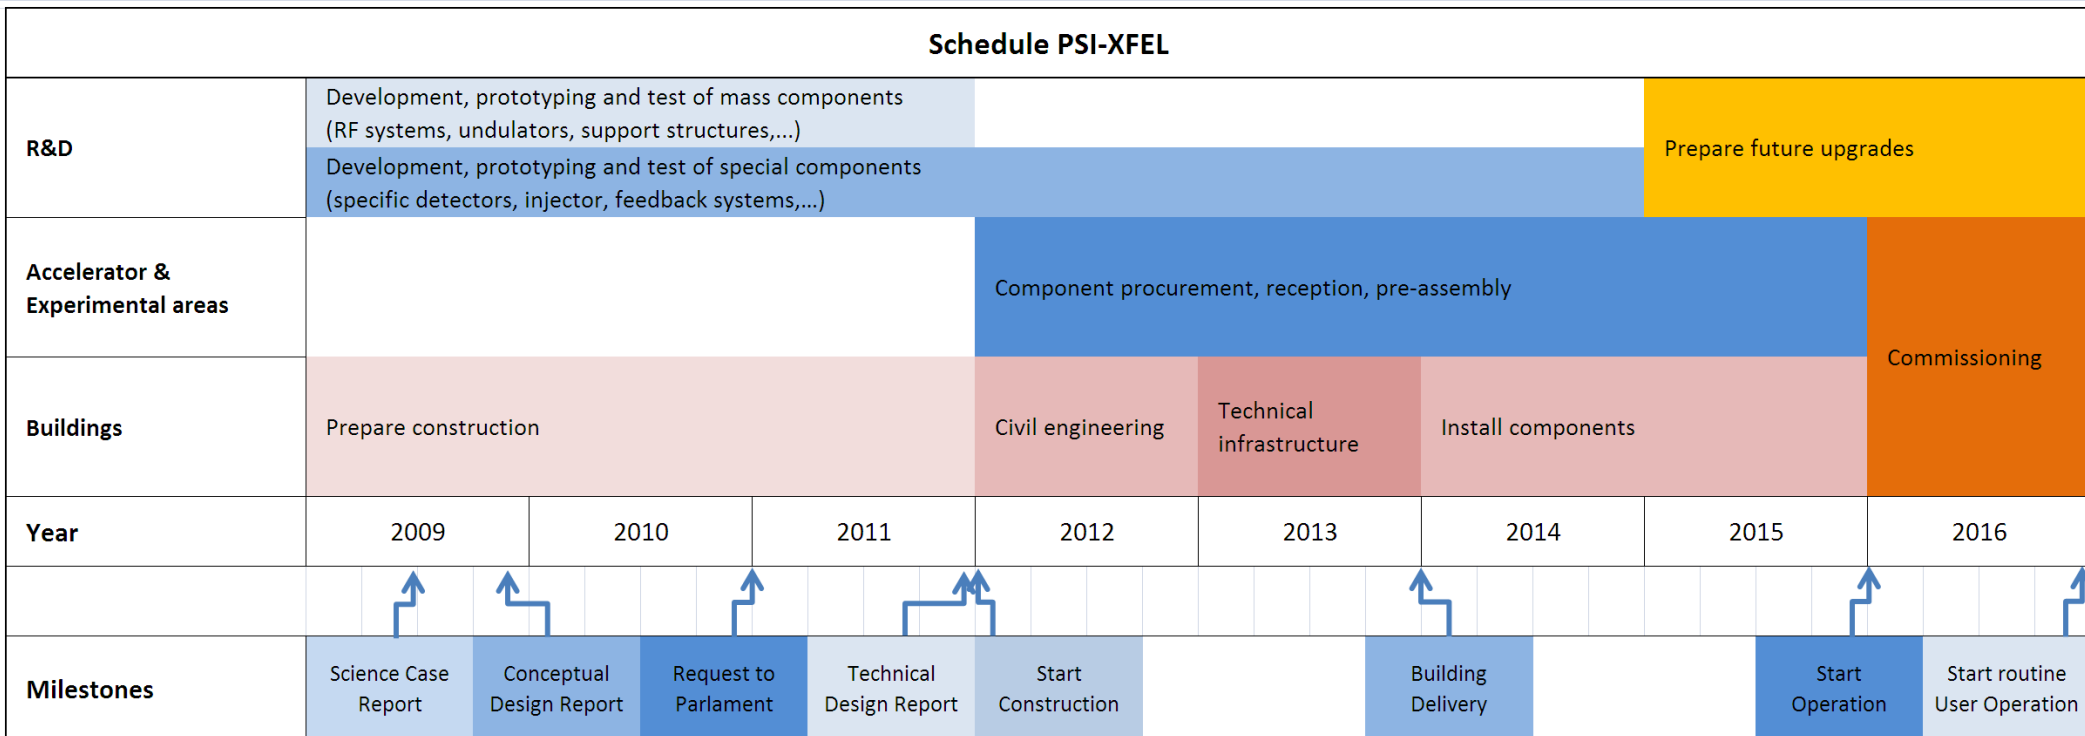 Schedule PSI-XFEL
R&D
Development, prototyping and test of mass components
(RF systems, undulators, support structures,...)
Development, prototyping and test of special components
(specific detectors, injector, feedback systems,...)
Prepare future upgrades
Accelerator &
Experimental areas
Component procurement, reception, pre-assembly
Commissioning
Buildings
Prepare construction
Civil engineering
Technical
infrastructure
Install components
Year
2009
2010
2011
2012
2013
2014
2015
2016
Milestones
Science Case
Report
Conceptual
Design Report
Request to
Parlament
Technical
Design Report
Start
Construction
Building
Delivery
Start
Operation
Start routine
User Operation